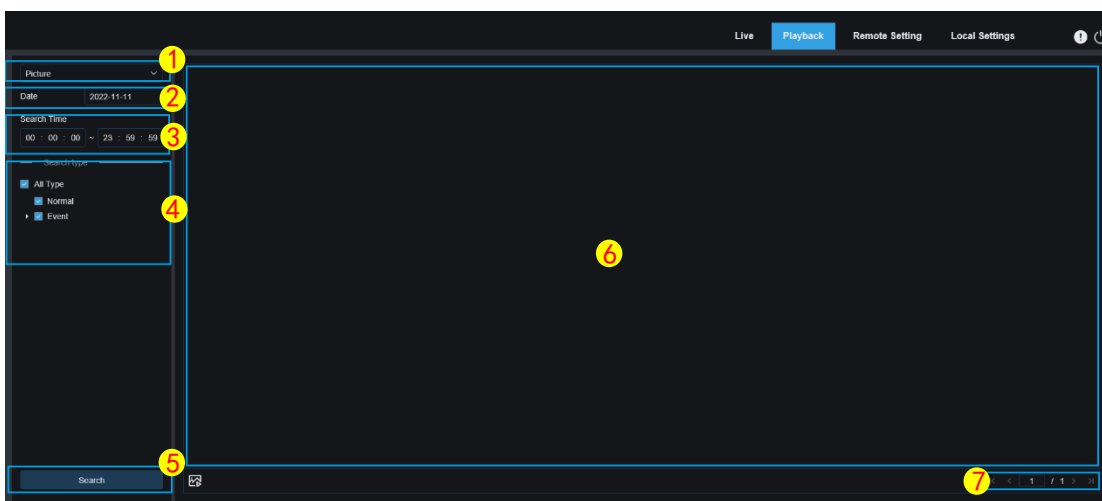 Live Playback Remote Setting Local Settings
1
Picture
Date 2022-11-11
2
Search Time
00 : 00 : 00 ~ 23 : 59 : 59
3
Search type
All Type
Normal
Event
4
6
5
Search
7
1 / 1